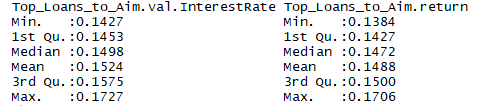 Top_Loans_to_Aim.val.InterestRate Top_Loans_to_Aim.return
Min.   :0.1427                    Min.   :0.1384
1st Qu.:0.1453                    1st Qu.:0.1427
Median :0.1498                    Median :0.1472
Mean   :0.1524                    Mean   :0.1488
3rd Qu.:0.1575                    3rd Qu.:0.1500
Max.   :0.1727                    Max.   :0.1706